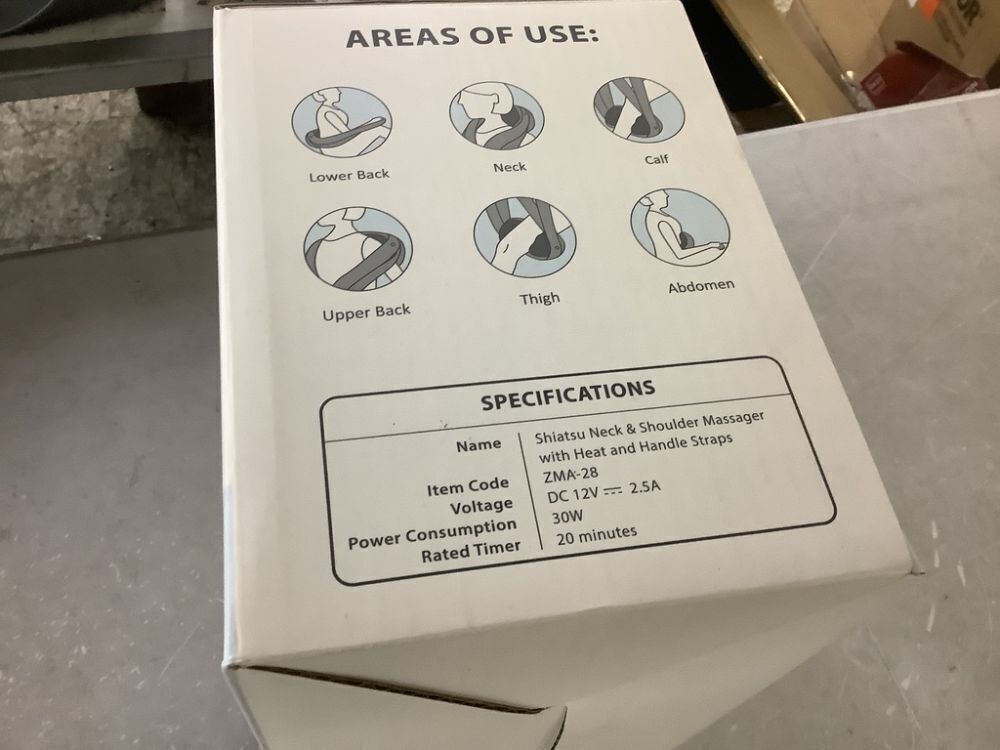 AREAS OF USE:
Lower Back
Neck
Calf
Upper Back
Thigh
Abdomen
SPECIFICATIONS
Name Shiatsu Neck & Shoulder Massager
with Heat and Handle Straps
Item Code ZMA-28
Voltage DC 12V ⎓ 2.5A
Power Consumption 30W
Rated Timer 20 minutes